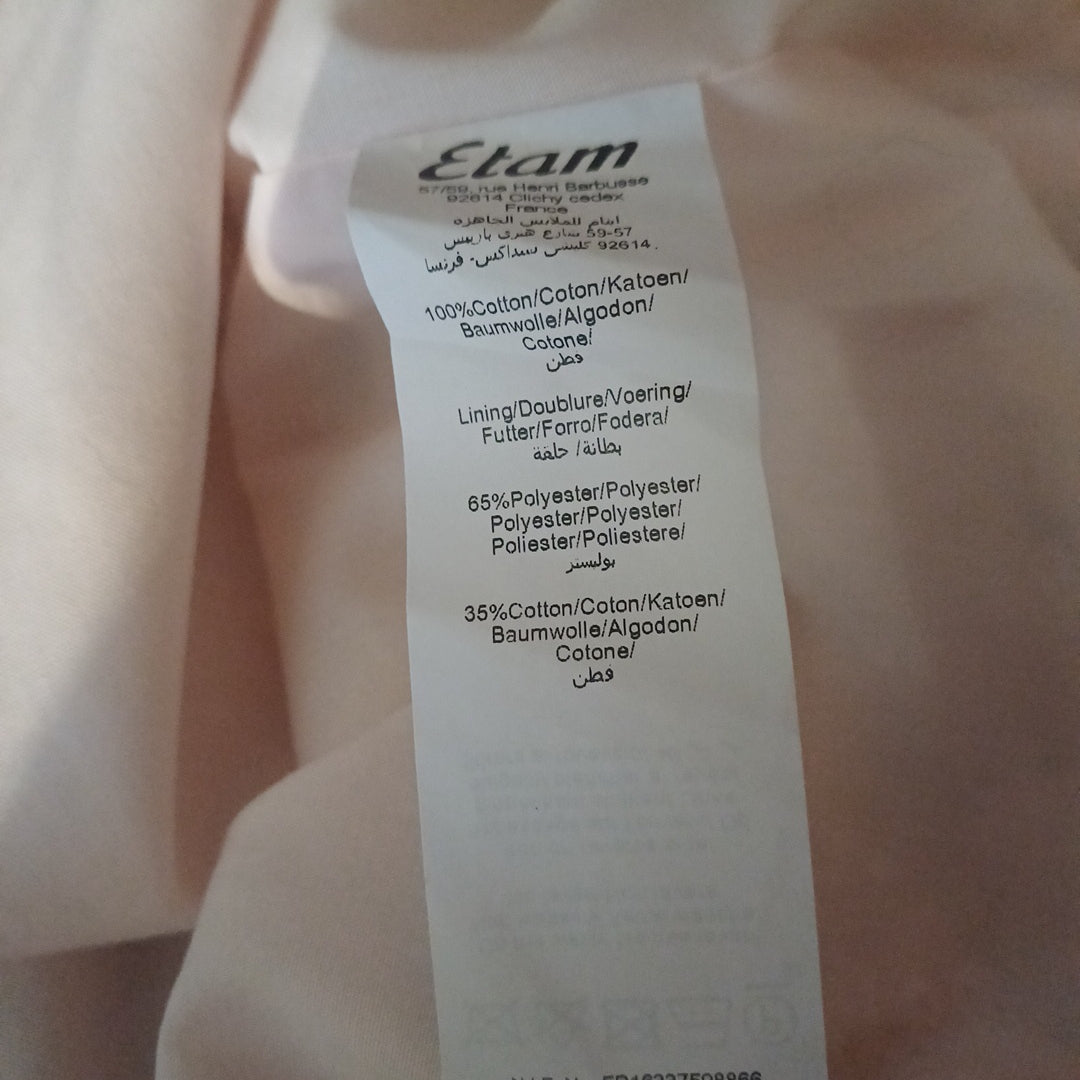 Etam
57/59, rue Henri Barbusse
92614 Clichy cedex
France
ايتام للملابس الجاهزه
59-57 شارع هنري باربيس
92614 كليشي سداكس- فرنسا
100%Cotton/Coton/Katoen/
Baumwolle/Algodon/
Cotone/
قطن
Lining/Doublure/Voering/
Futter/Forro/Fodera/
بطانة/ حلقة
65%Polyester/Polyester/
Polyester/Polyester/
Poliester/Poliestere/
بوليستر
35%Cotton/Coton/Katoen/
Baumwolle/Algodon/
Cotone/
قطن